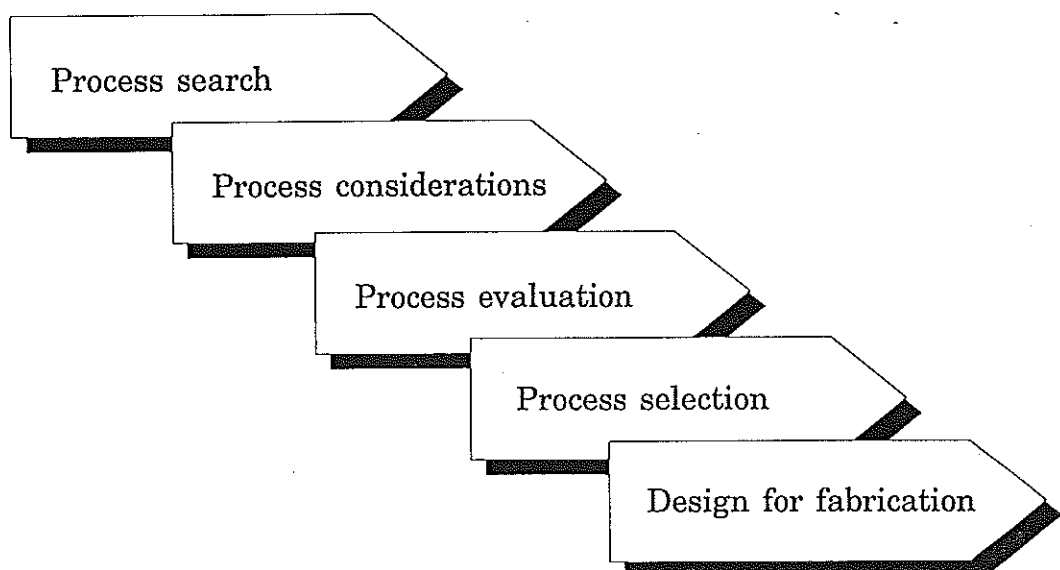 Process search
Process considerations
Process evaluation
Process selection
Design for fabrication